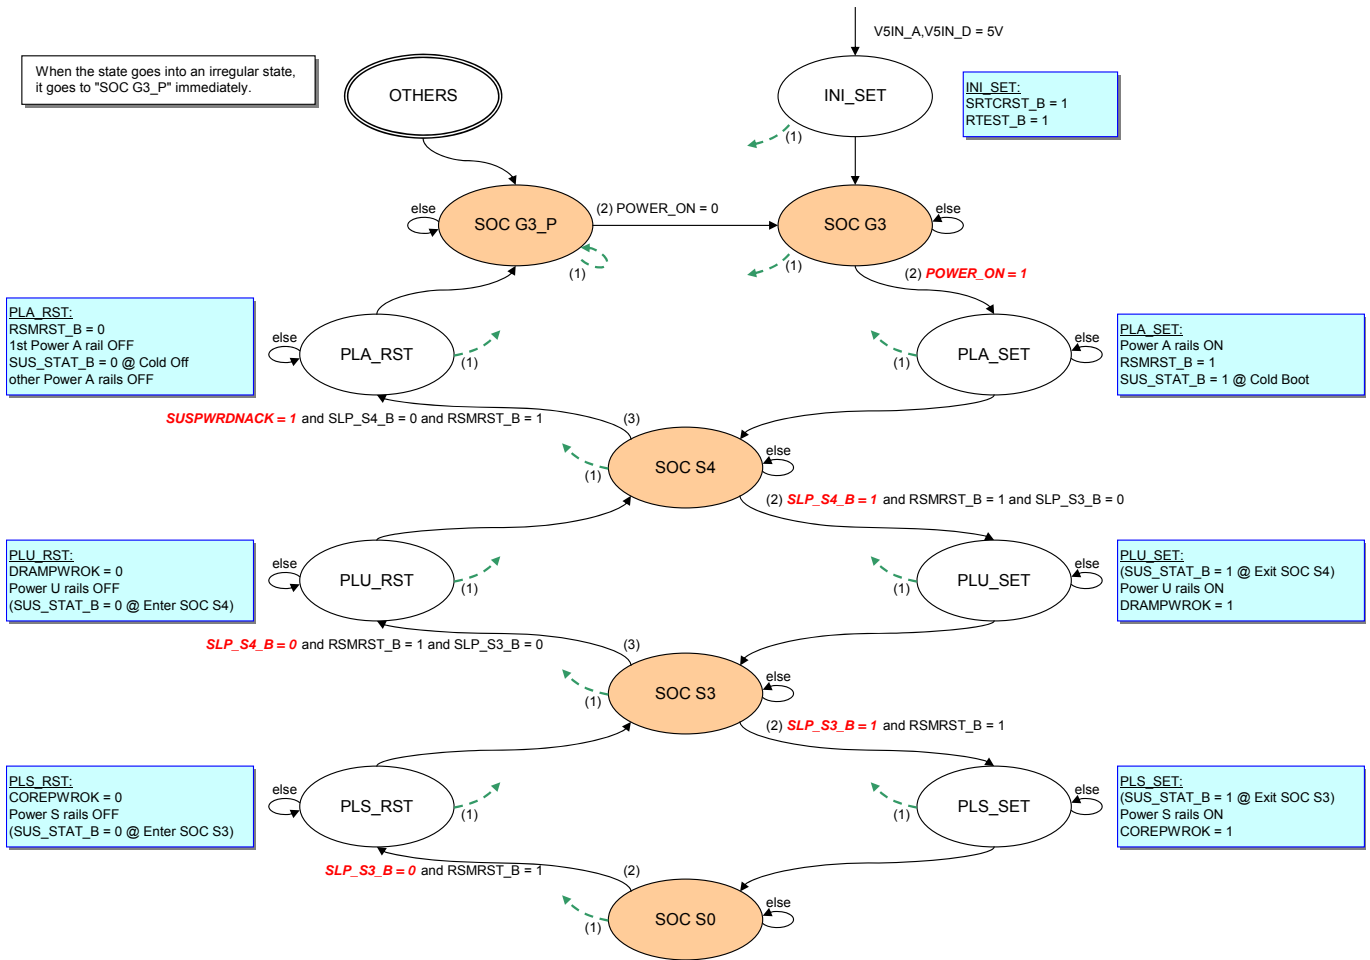 V5IN_A,V5IN_D = 5V
When the state goes into an irregular state,
it goes to "SOC G3_P" immediately.
OTHERS
INI_SET
INI_SET:
SRTCRST_B = 1
RTEST_B = 1
(1)
else
SOC G3_P
(2) POWER_ON = 0
SOC G3
else
(1)
(1)
(2) POWER_ON = 1
PLA_RST:
RSMRST_B = 0
1st Power A rail OFF
SUS_STAT_B = 0 @ Cold Off
other Power A rails OFF
else
PLA_RST
(1)
(1)
PLA_SET
else
PLA_SET:
Power A rails ON
RSMRST_B = 1
SUS_STAT_B = 1 @ Cold Boot
SUSPWRDNACK = 1 and SLP_S4_B = 0 and RSMRST_B = 1
(3)
SOC S4
else
(1)
(2) SLP_S4_B = 1 and RSMRST_B = 1 and SLP_S3_B = 0
PLU_RST:
DRAMPWROK = 0
Power U rails OFF
(SUS_STAT_B = 0 @ Enter SOC S4)
else
PLU_RST
(1)
(1)
PLU_SET
else
PLU_SET:
(SUS_STAT_B = 1 @ Exit SOC S4)
Power U rails ON
DRAMPWROK = 1
SLP_S4_B = 0 and RSMRST_B = 1 and SLP_S3_B = 0
(3)
SOC S3
else
(1)
(2) SLP_S3_B = 1 and RSMRST_B = 1
PLS_RST:
COREPWROK = 0
Power S rails OFF
(SUS_STAT_B = 0 @ Enter SOC S3)
else
PLS_RST
(1)
(1)
PLS_SET
else
PLS_SET:
(SUS_STAT_B = 1 @ Exit SOC S3)
Power S rails ON
COREPWROK = 1
SLP_S3_B = 0 and RSMRST_B = 1
(2)
SOC S0
else
(1)